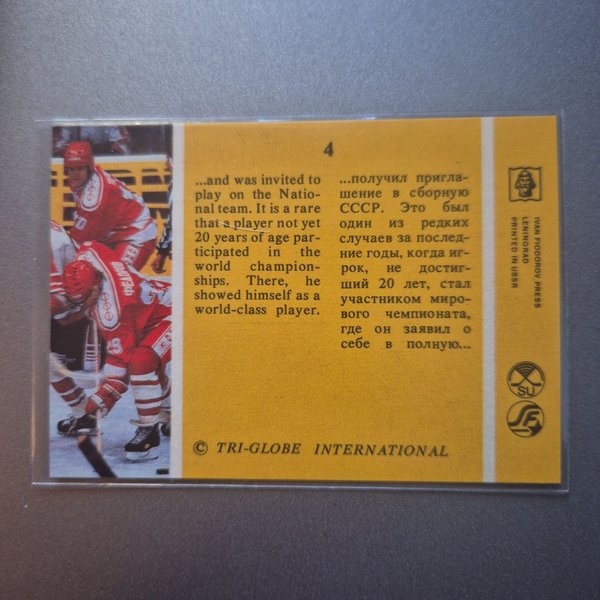 4
...and was invited to
play on the Natio-
nal team. It is a rare
that a player not yet
20 years of age par-
ticipated in the
world champion-
ships. There, he
showed himself as a
world-class player.
...получил пригла-
шение в сборную
СССР. Это был
один из редких
случаев за послед-
ние годы, когда иг-
рок, не достиг-
ший 20 лет, стал
участником миро-
вого чемпионата,
где он заявил о
себе в полную...
© TRI-GLOBE INTERNATIONAL
IVAN FIODOROV PRESS
LENINGRAD
PRINTED IN USSR
SU